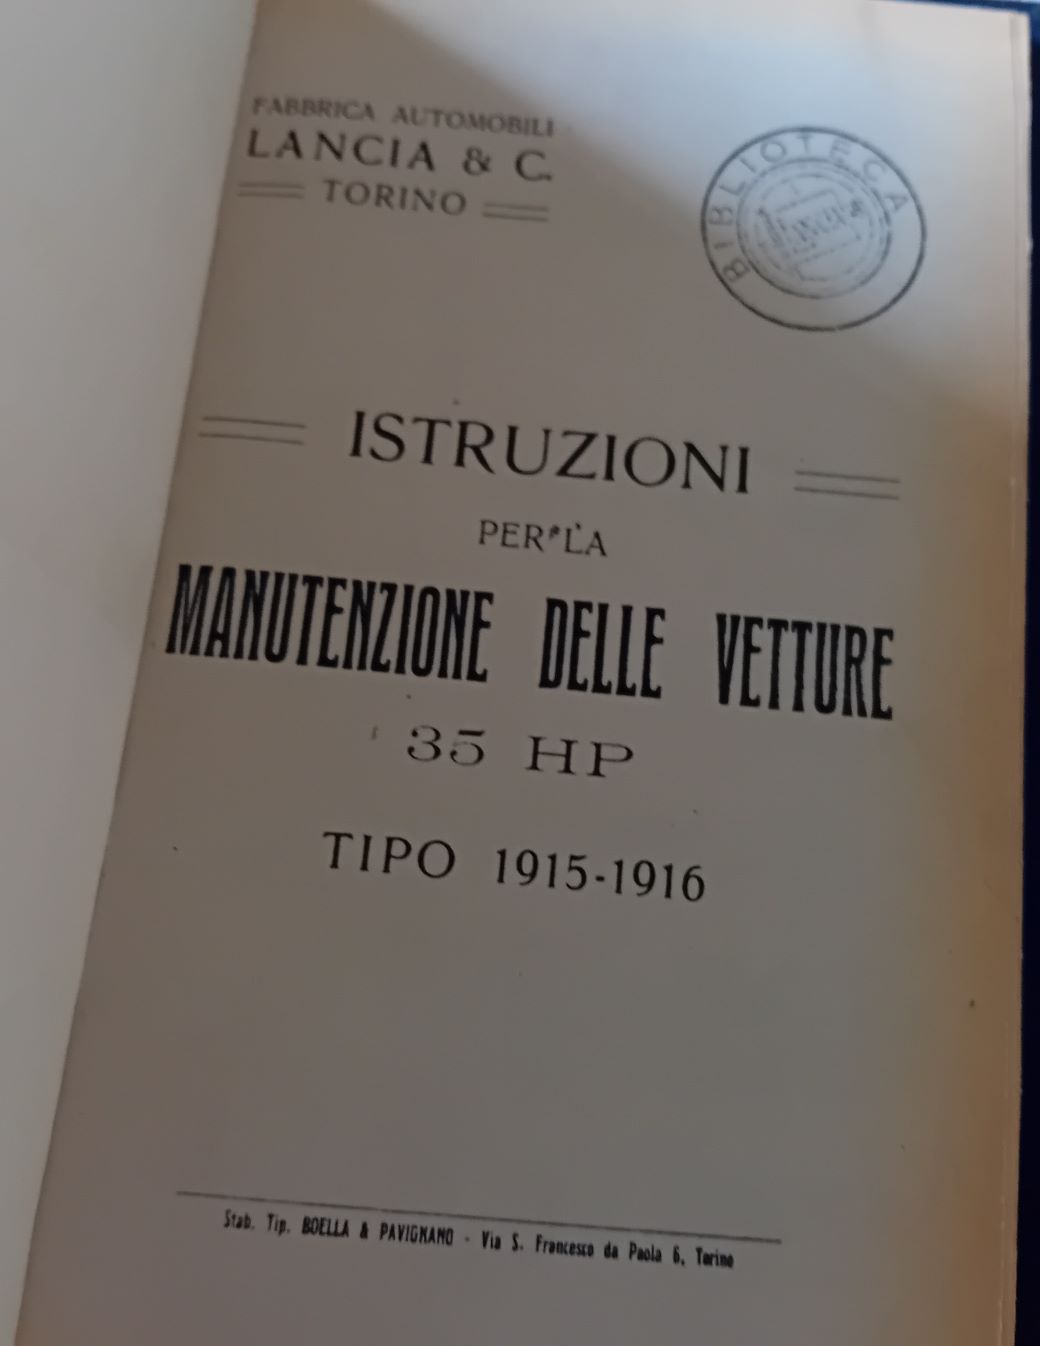 FABBRICA AUTOMOBILI
LANCIA & C.
TORINO
BIBLIOTECA
LANCIA
ISTRUZIONI
PER LA
MANUTENZIONE DELLE VETTURE
35 HP
TIPO 1915-1916
Stab. Tip. BOELLA & PAVIGNANO - Via S. Francesco da Paola 6, Torino